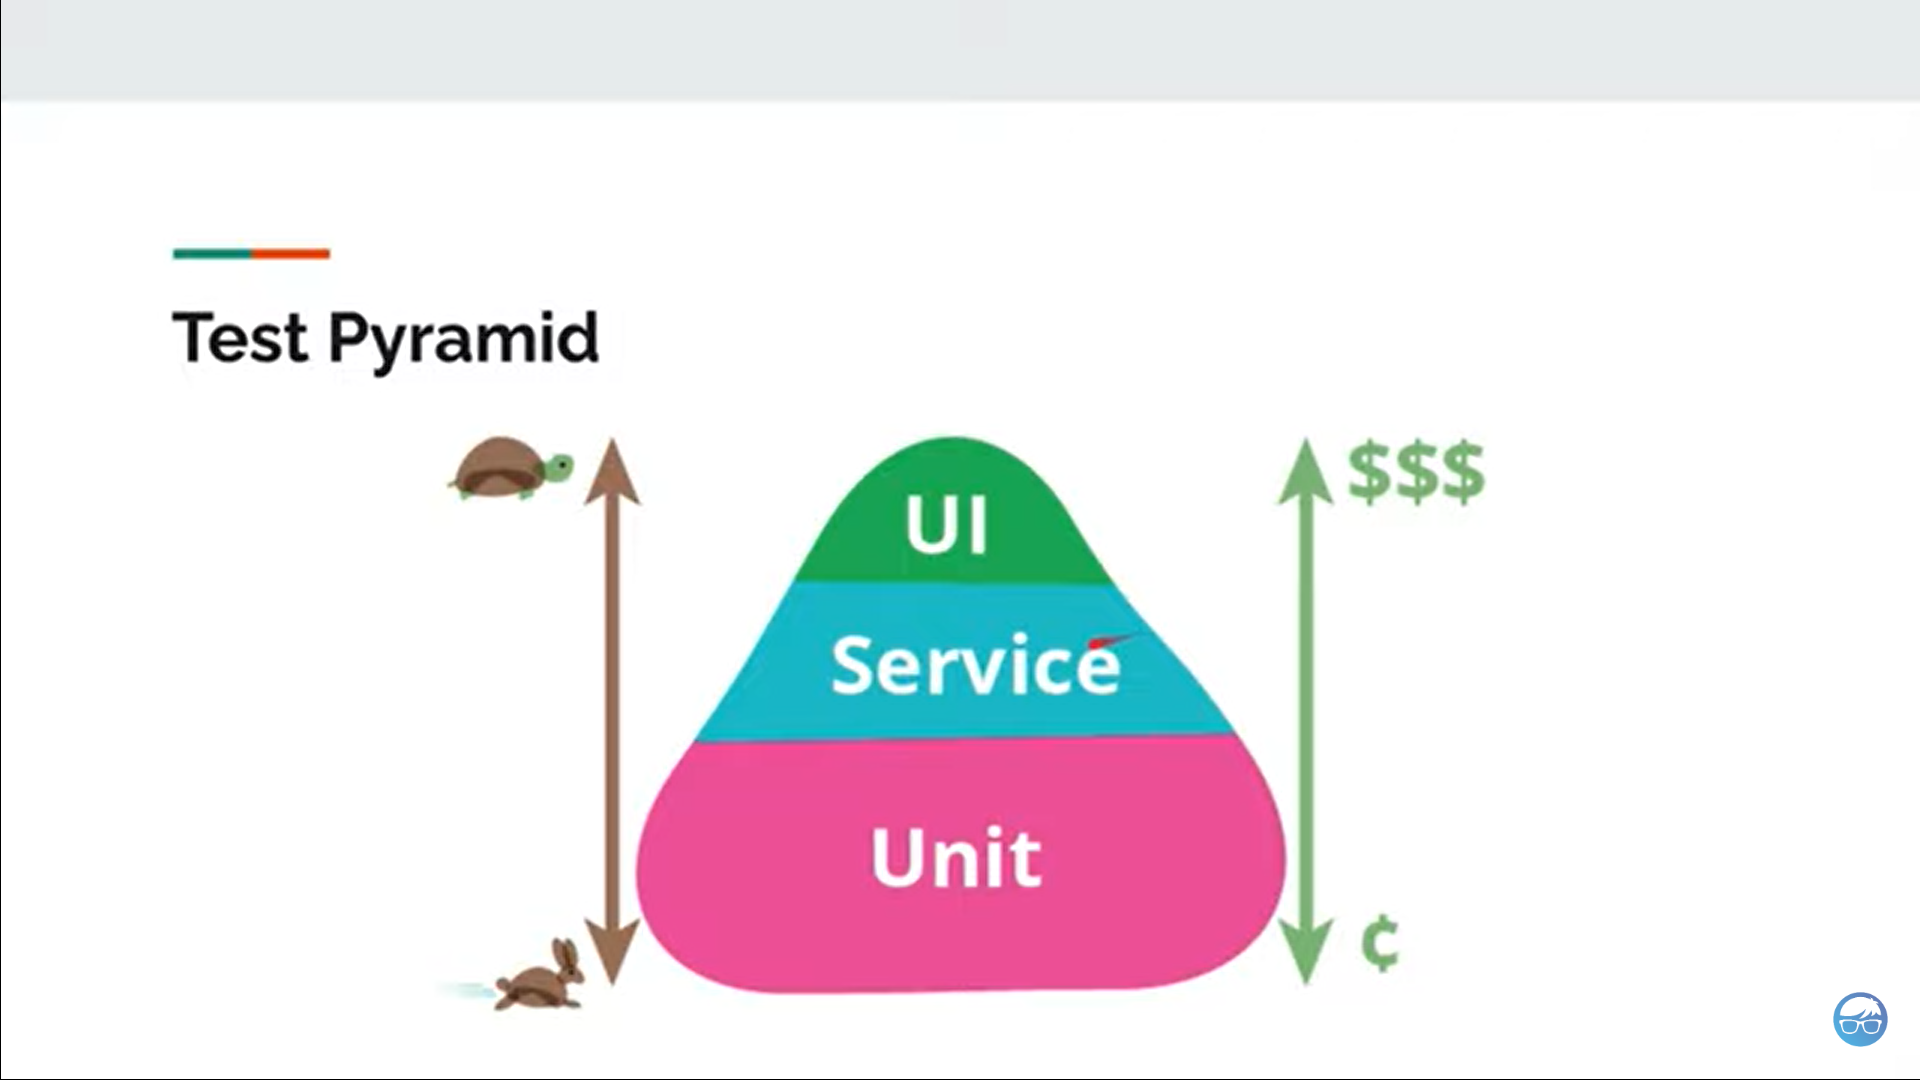 Test Pyramid
UI
$$$
Service
Unit
¢